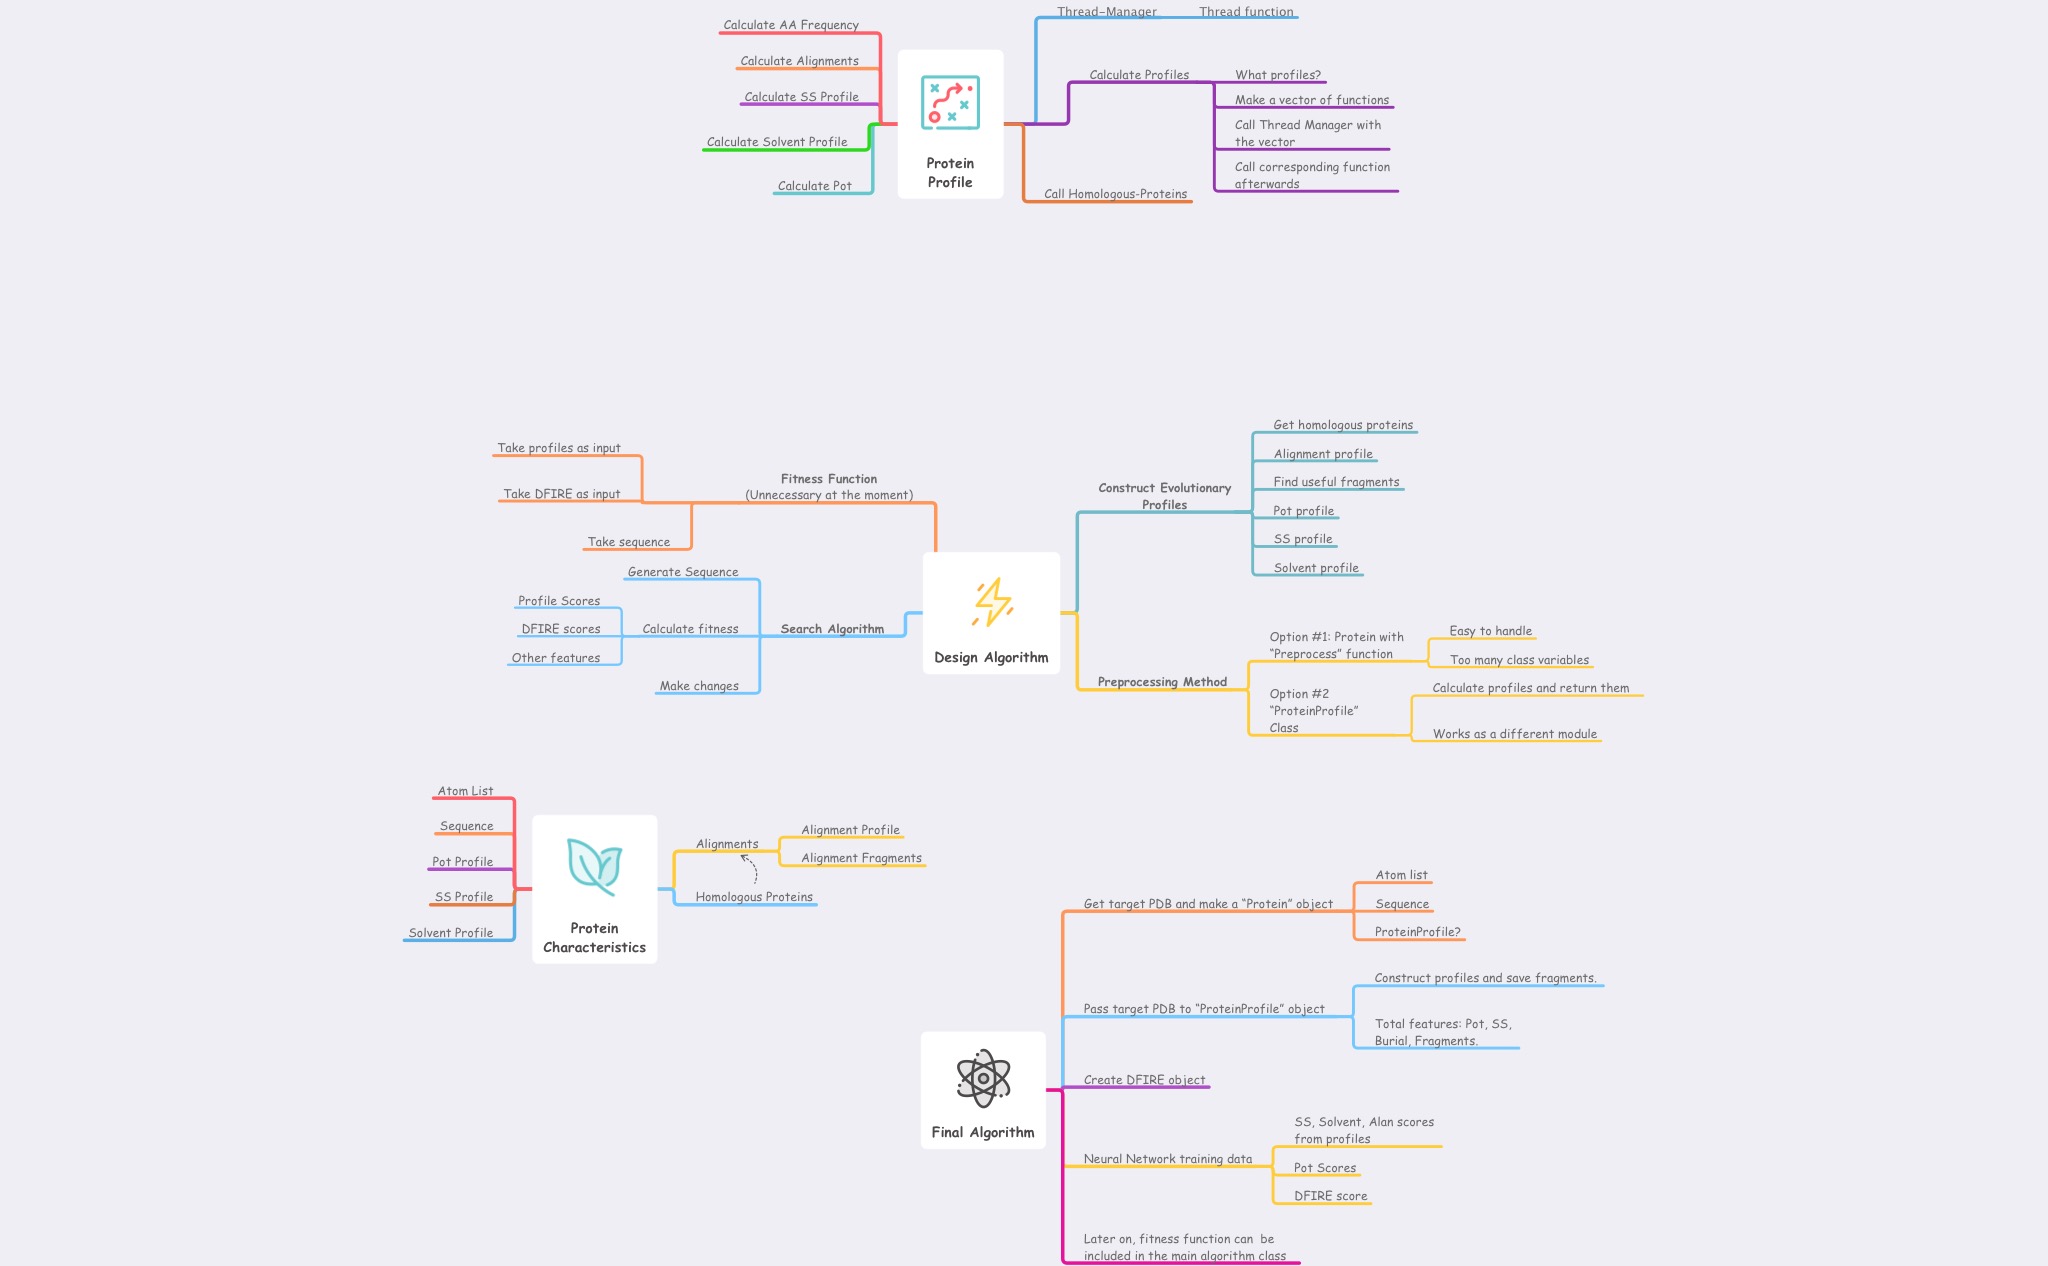 Calculate AA Frequency
Calculate Alignments
Calculate SS Profile
Calculate Solvent Profile
Calculate Pot
Protein
Profile
Thread-Manager
Thread function
Calculate Profiles
What profiles?
Make a vector of functions
Call Thread Manager with
the vector
Call corresponding function
afterwards
Call Homologous-Proteins
Take profiles as input
Take DFIRE as input
Take sequence
Fitness Function
(Unnecessary at the moment)
Generate Sequence
Profile Scores
DFIRE scores
Other features
Calculate fitness
Make changes
Search Algorithm
Design Algorithm
Construct Evolutionary
Profiles
Get homologous proteins
Alignment profile
Find useful fragments
Pot profile
SS profile
Solvent profile
Preprocessing Method
Option #1: Protein with
“Preprocess” function
Easy to handle
Too many class variables
Option #2
“ProteinProfile”
Class
Calculate profiles and return them
Works as a different module
Atom List
Sequence
Pot Profile
SS Profile
Solvent Profile
Protein
Characteristics
Alignments
Alignment Profile
Alignment Fragments
Homologous Proteins
Final Algorithm
Get target PDB and make a “Protein” object
Atom list
Sequence
ProteinProfile?
Pass target PDB to “ProteinProfile” object
Construct profiles and save fragments.
Total features: Pot, SS,
Burial, Fragments.
Create DFIRE object
Neural Network training data
SS, Solvent, Alan scores
from profiles
Pot Scores
DFIRE score
Later on, fitness function can  be
included in the main algorithm class